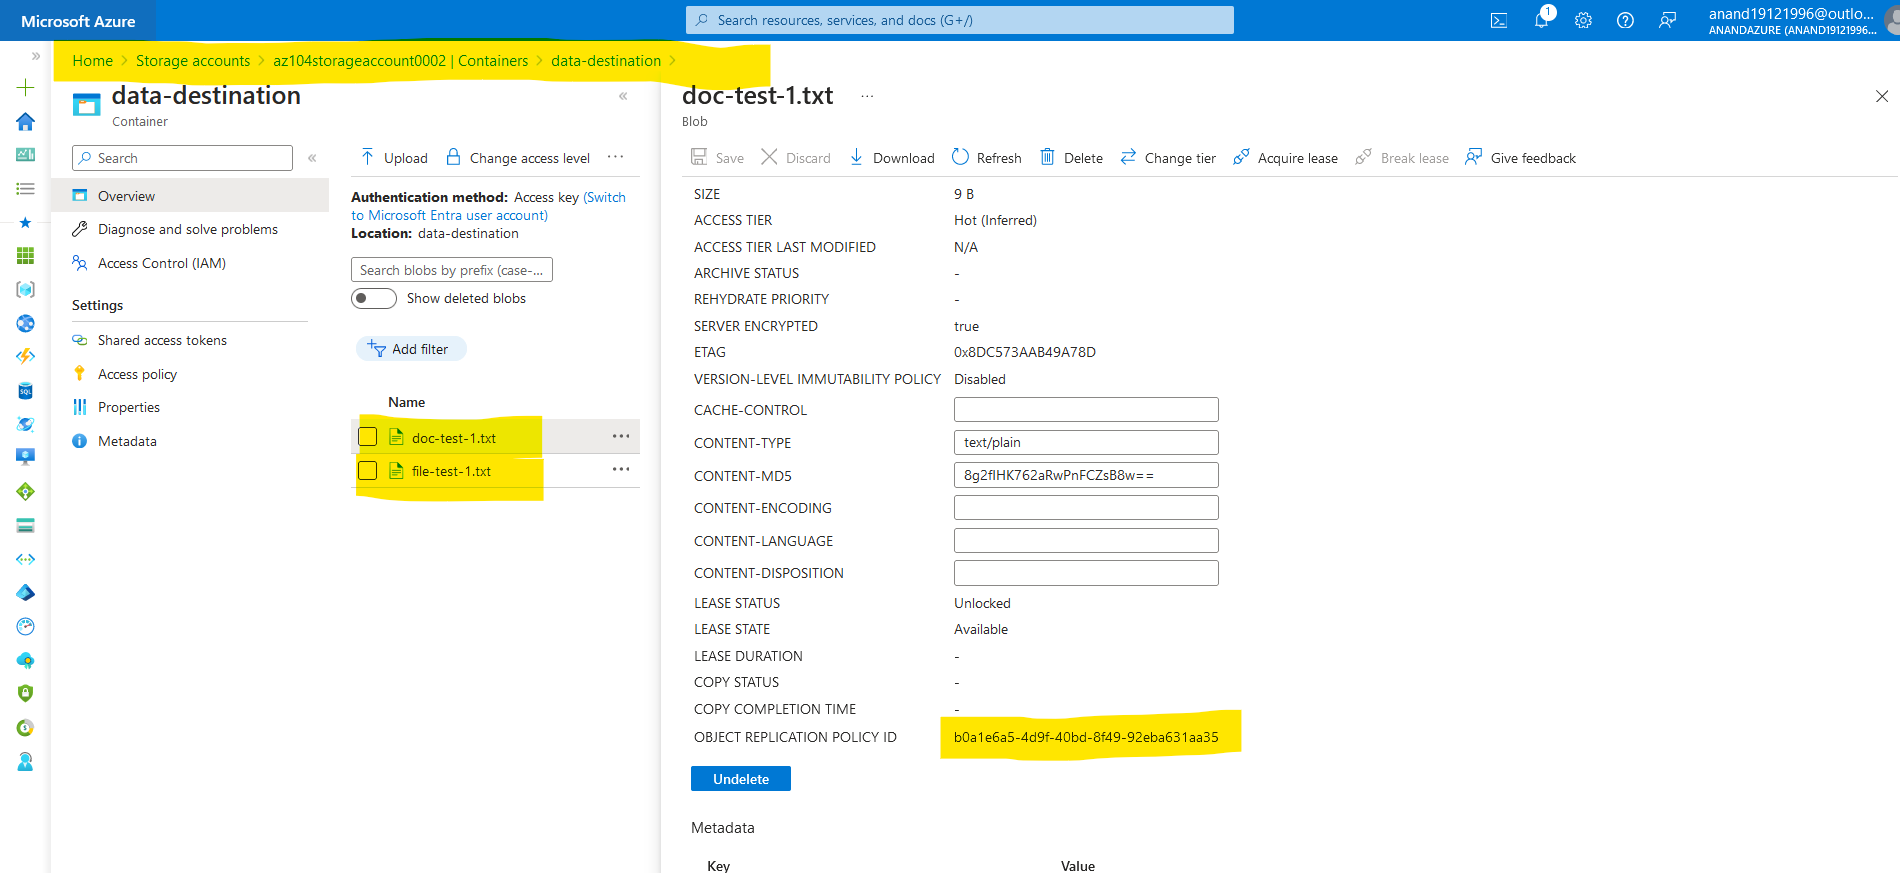 Microsoft Azure
Search resources, services, and docs (G+/)
1
anand19121996@outlo...
ANANDAZURE (ANAND19121996...
Home > Storage accounts > az104storageaccount0002 | Containers > data-destination >
data-destination
Container
Search
Overview
Diagnose and solve problems
Access Control (IAM)
Settings
Shared access tokens
Access policy
Properties
Metadata
Upload Change access level ...
Authentication method: Access key (Switch
to Microsoft Entra user account)
Location: data-destination
Search blobs by prefix (case-...
Show deleted blobs
Add filter
Name
doc-test-1.txt
file-test-1.txt
doc-test-1.txt ...
Blob
Save Discard Download Refresh Delete Change tier Acquire lease Break lease Give feedback
SIZE 9 B
ACCESS TIER Hot (Inferred)
ACCESS TIER LAST MODIFIED N/A
ARCHIVE STATUS -
REHYDRATE PRIORITY -
SERVER ENCRYPTED true
ETAG 0x8DC573AAB49A78D
VERSION-LEVEL IMMUTABILITY POLICY Disabled
CACHE-CONTROL
CONTENT-TYPE text/plain
CONTENT-MD5
CONTENT-ENCODING
CONTENT-LANGUAGE
CONTENT-DISPOSITION
LEASE STATUS Unlocked
LEASE STATE Available
LEASE DURATION -
COPY STATUS -
COPY COMPLETION TIME -
OBJECT REPLICATION POLICY ID b0a1e6a5-4d9f-40bd-8f49-92eba631aa35
Undelete
Metadata
Key Value